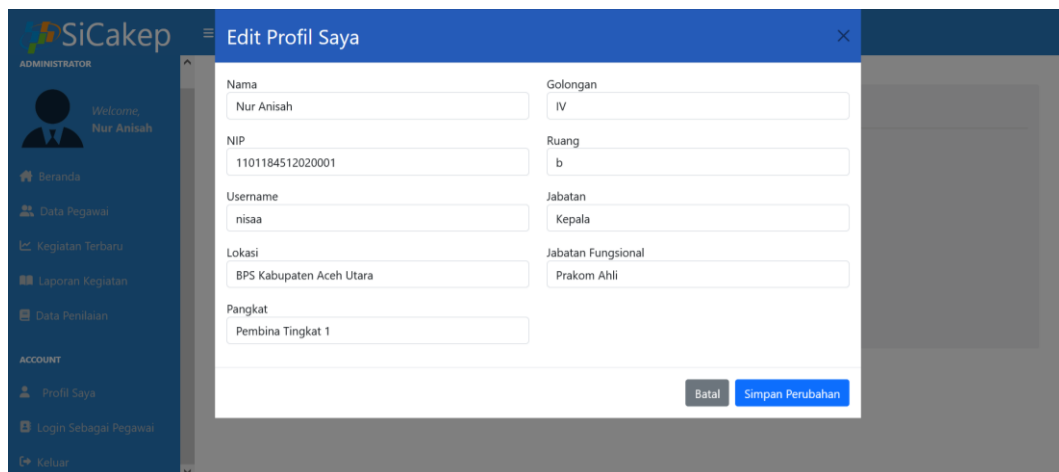 SiCakep
ADMINISTRATOR
Welcome,
Nur Anisah
Beranda
Data Pegawai
Kegiatan Terbaru
Laporan Kegiatan
Data Penilaian
ACCOUNT
Profil Saya
Login Sebagai Pegawai
Keluar
Edit Profil Saya
Nama
Nur Anisah
NIP
1101184512020001
Username
nisaa
Lokasi
BPS Kabupaten Aceh Utara
Pangkat
Pembina Tingkat 1
Golongan
IV
Ruang
b
Jabatan
Kepala
Jabatan Fungsional
Prakom Ahli
Batal
Simpan Perubahan